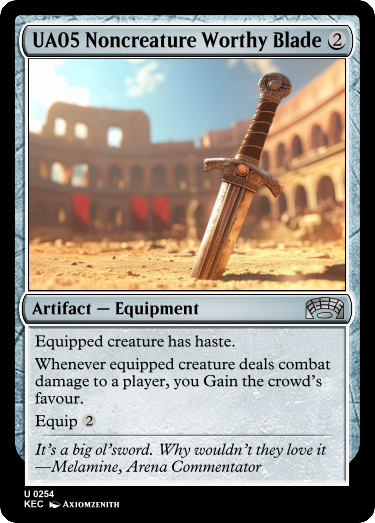 UA05 Noncreature Worthy Blade 2
Artifact — Equipment
Equipped creature has haste.
Whenever equipped creature deals combat
damage to a player, you Gain the crowd's
favour.
Equip 2
It's a big ol'sword. Why wouldn't they love it
—Melamine, Arena Commentator
U 0254
KEC Axiomzenith